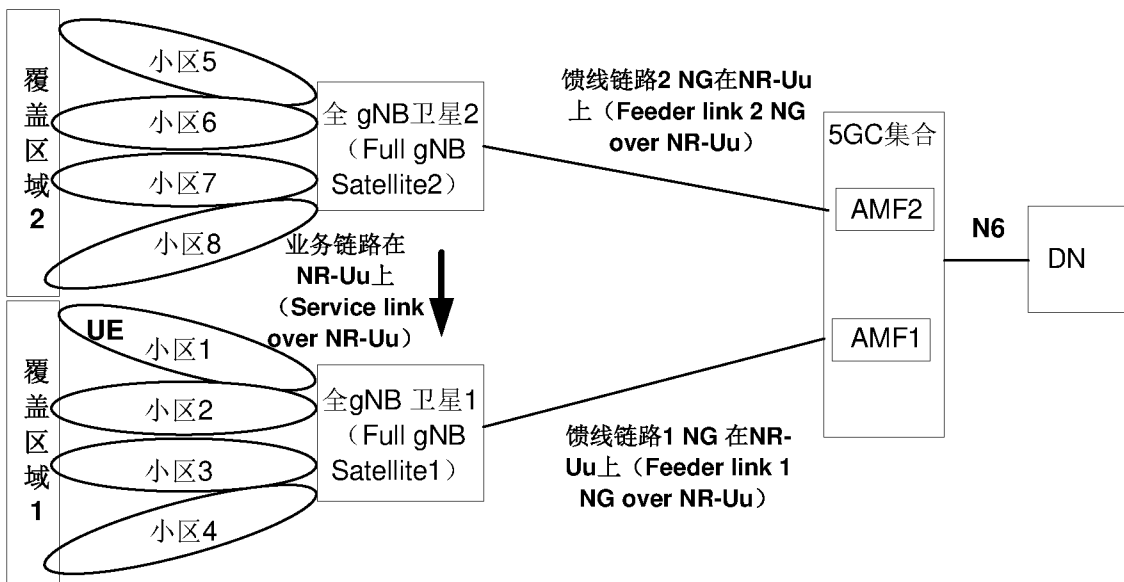 覆盖区域2
小区5
小区6
小区7
小区8
全 gNB卫星2
（Full gNB
Satellite2）
馈线链路2 NG在NR-Uu
上（Feeder link 2 NG
over NR-Uu）
5GC集合
AMF2
N6
DN
业务链路在
NR-Uu上
（Service link
over NR-Uu）
覆盖区域1
UE
小区1
小区2
小区3
小区4
全gNB 卫星1
（Full gNB
Satellite1）
AMF1
馈线链路1 NG 在NR-
Uu上（Feeder link 1
NG over NR-Uu）